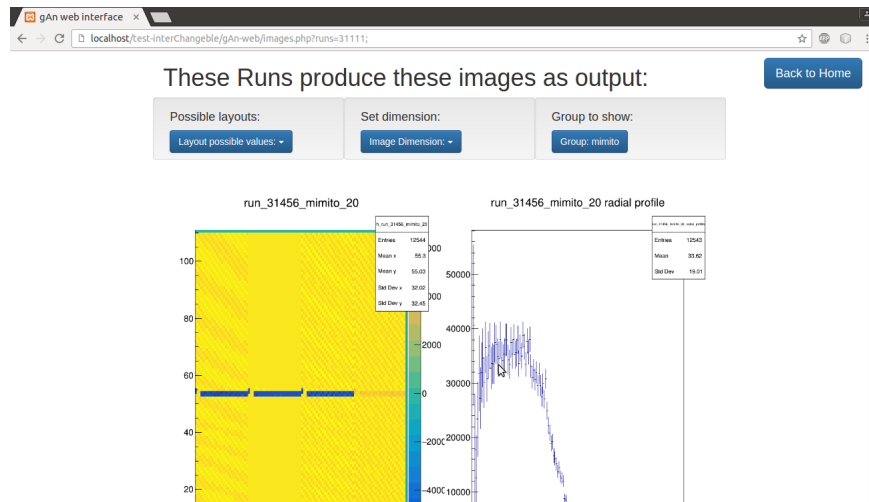 gAn web interface
localhost/test-interChangeble/gAn-web/images.php?runs=31111;
These Runs produce these images as output:
Back to Home
Possible layouts:
Set dimension:
Group to show:
Layout possible values:
Image Dimension:
Group: mimito
run_31456_mimito_20
h_run_31456_mimito_20
Entries 12544
Mean x 55.3
Mean y 55.03
Std Dev x 32.02
Std Dev y 32.45
100
80
60
40
20
000
000
2000
0
-2000
-4000
run_31456_mimito_20 radial profile
Entries 12543
Mean 33.62
Std Dev 19.01
50000
40000
30000
20000
10000